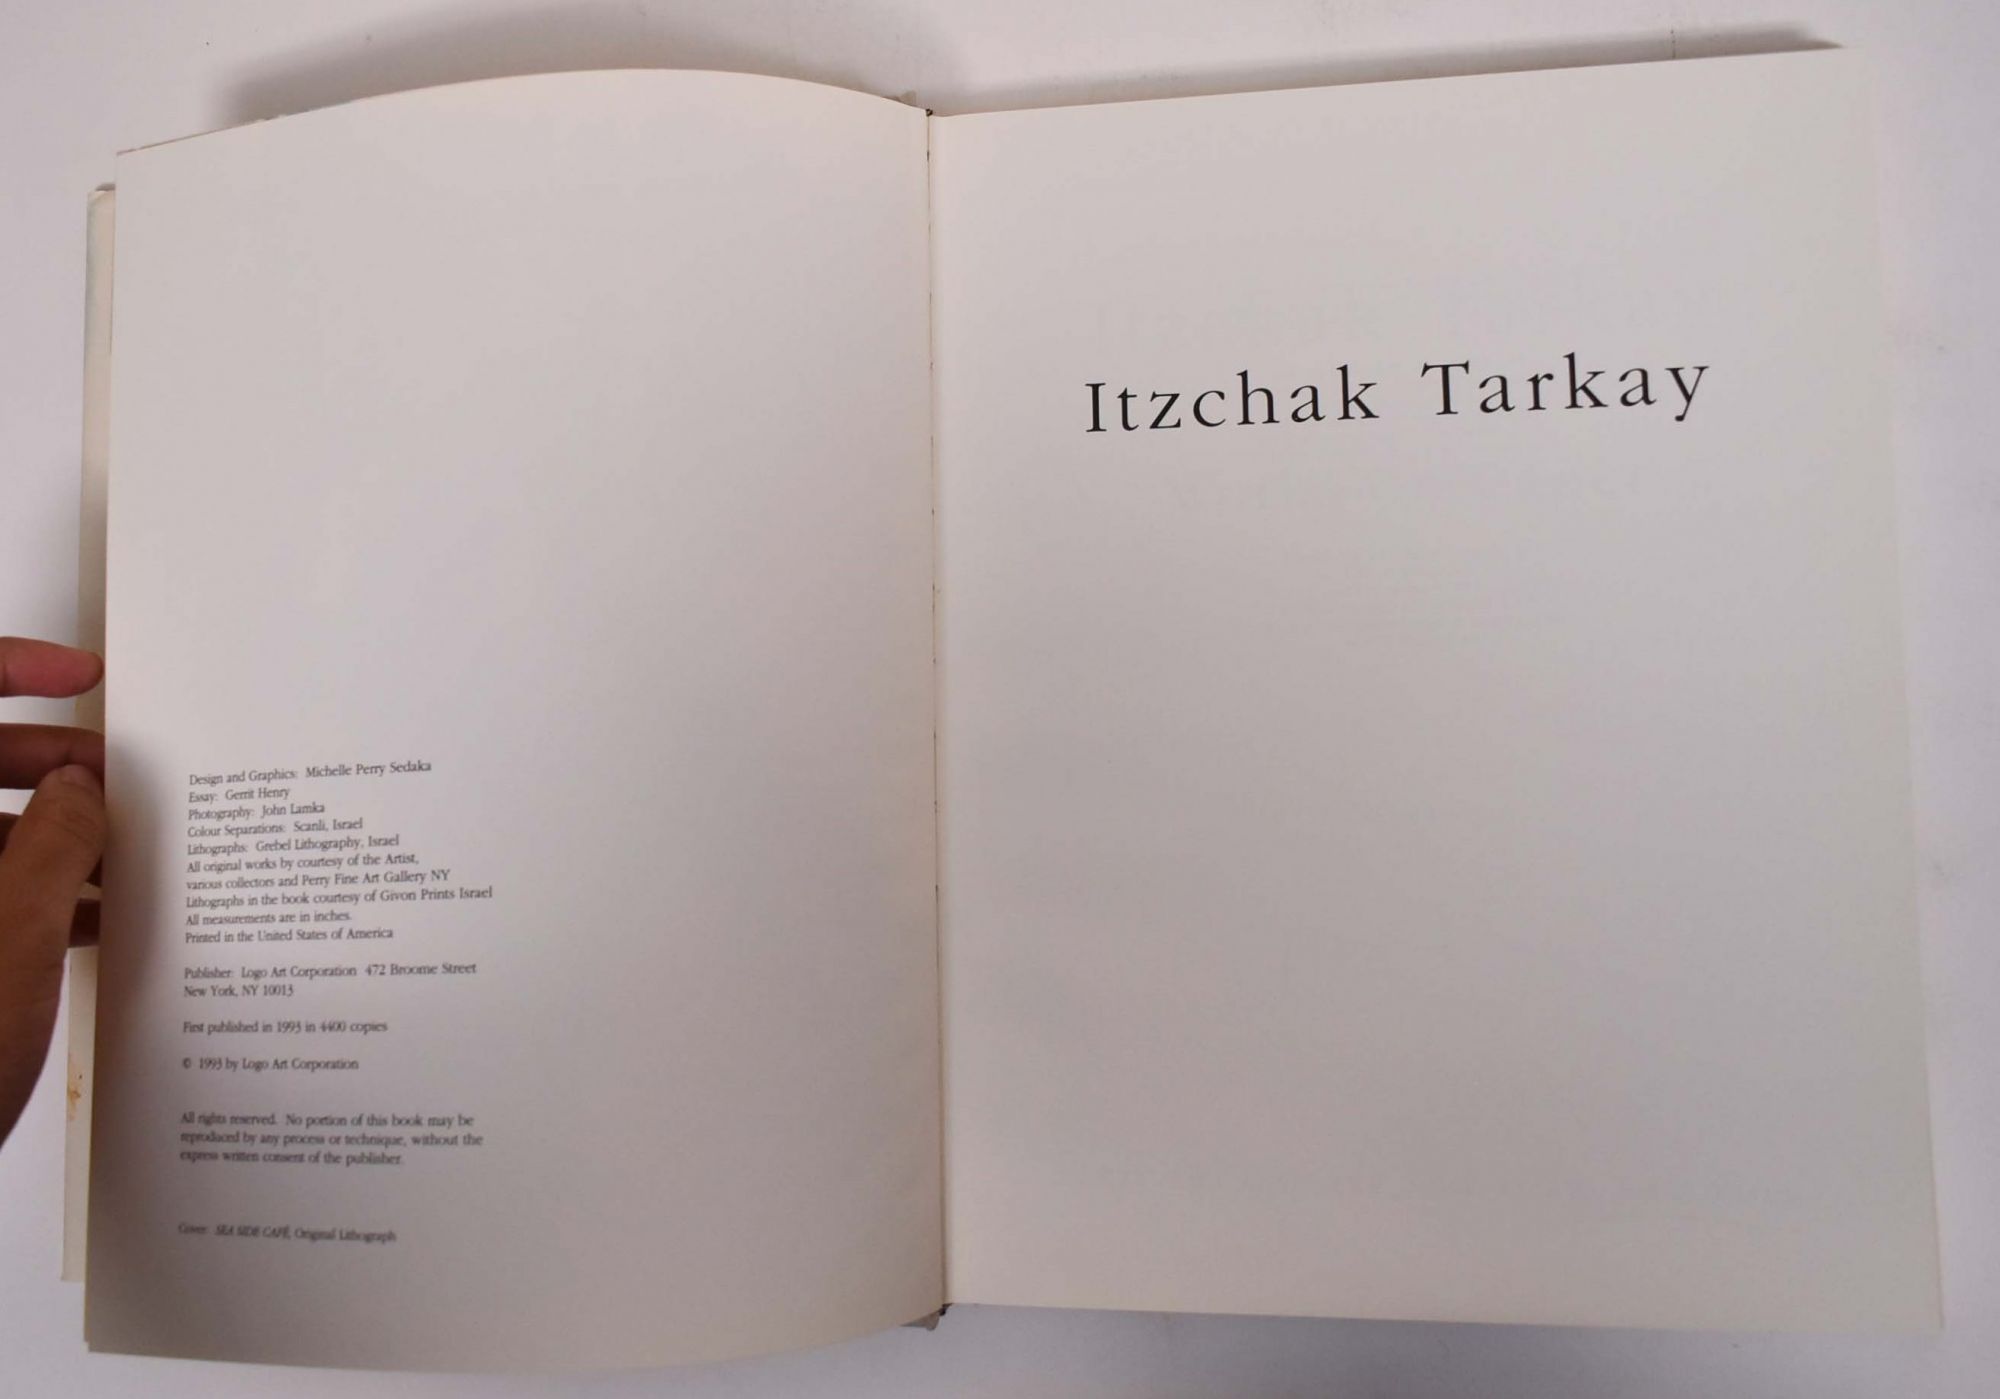 Design and Graphics: Michelle Perry Sedaka
Essay: Gerrit Henry
Photography: John Lamka
Colour Separations: Scanli, Israel
Lithographs: Grebel Lithography, Israel
All original works by courtesy of the Artist,
various collectors and Perry Fine Art Gallery NY
Lithographs in the book courtesy of Givon Prints Israel
All measurements are in inches.
Printed in the United States of America
Publisher: Logo Art Corporation 472 Broome Street
New York, NY 10013
First published in 1993 in 4400 copies
© 1993 by Logo Art Corporation
All rights reserved. No portion of this book may be
reproduced by any process or technique, without the
express written consent of the publisher.
Cover: SEA SIDE CAFÉ, Original Lithograph
Itzchak Tarkay